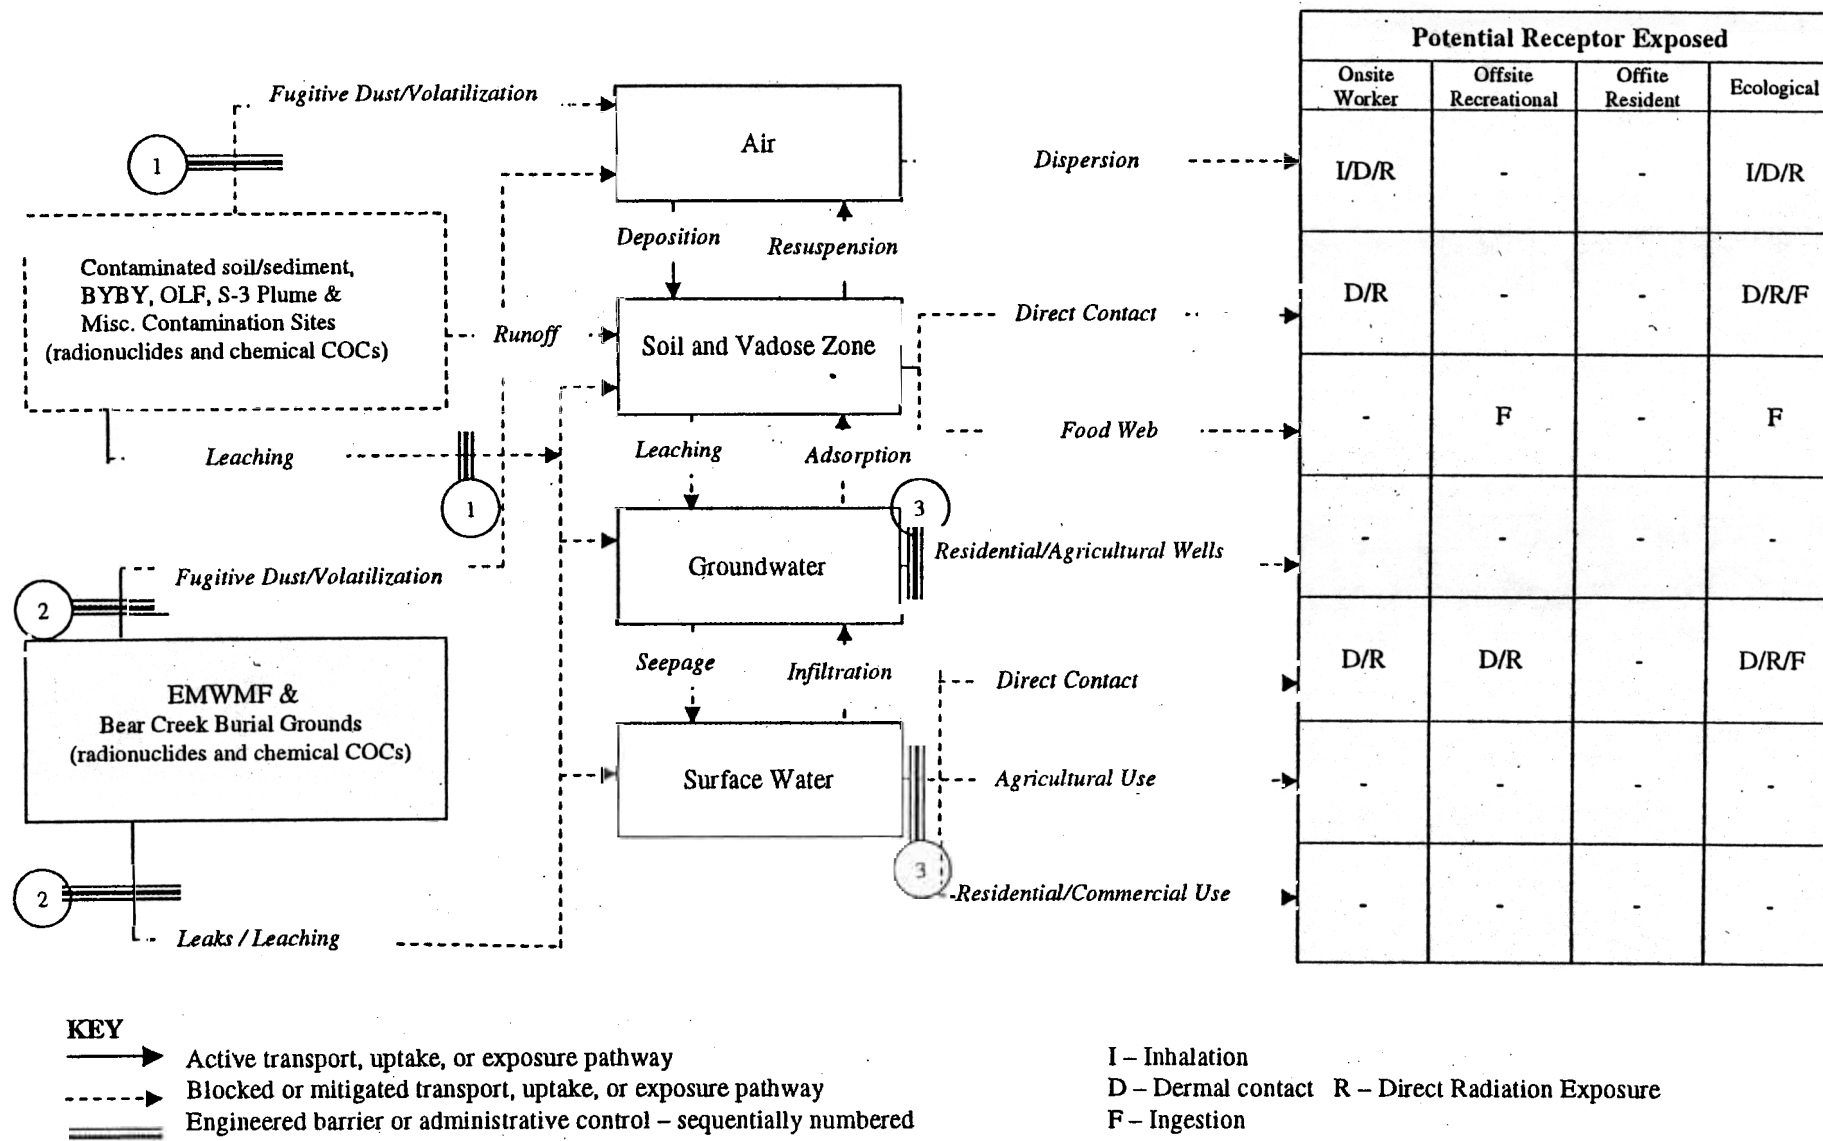 Potential Receptor Exposed
Onsite Worker
Offsite Recreational
Offite Resident
Ecological
Fugitive Dust/Volatilization
1
Air
Dispersion
I/D/R
-
-
I/D/R
Deposition
Resuspension
Contaminated soil/sediment,
BYBY, OLF, S-3 Plume &
Misc. Contamination Sites
(radionuclides and chemical COCs)
Runoff
Soil and Vadose Zone
Direct Contact
D/R
-
-
D/R/F
Leaching
1
Leaching
Adsorption
Food Web
-
F
-
F
3
Groundwater
Residential/Agricultural Wells
-
-
-
-
Fugitive Dust/Volatilization
2
EMWMF &
Bear Creek Burial Grounds
(radionuclides and chemical COCs)
Seepage
Infiltration
Direct Contact
D/R
D/R
-
D/R/F
Surface Water
Agricultural Use
-
-
-
-
3
2
Leaks / Leaching
Residential/Commercial Use
-
-
-
-
KEY
Active transport, uptake, or exposure pathway
Blocked or mitigated transport, uptake, or exposure pathway
Engineered barrier or administrative control – sequentially numbered
I – Inhalation
D – Dermal contact R – Direct Radiation Exposure
F – Ingestion